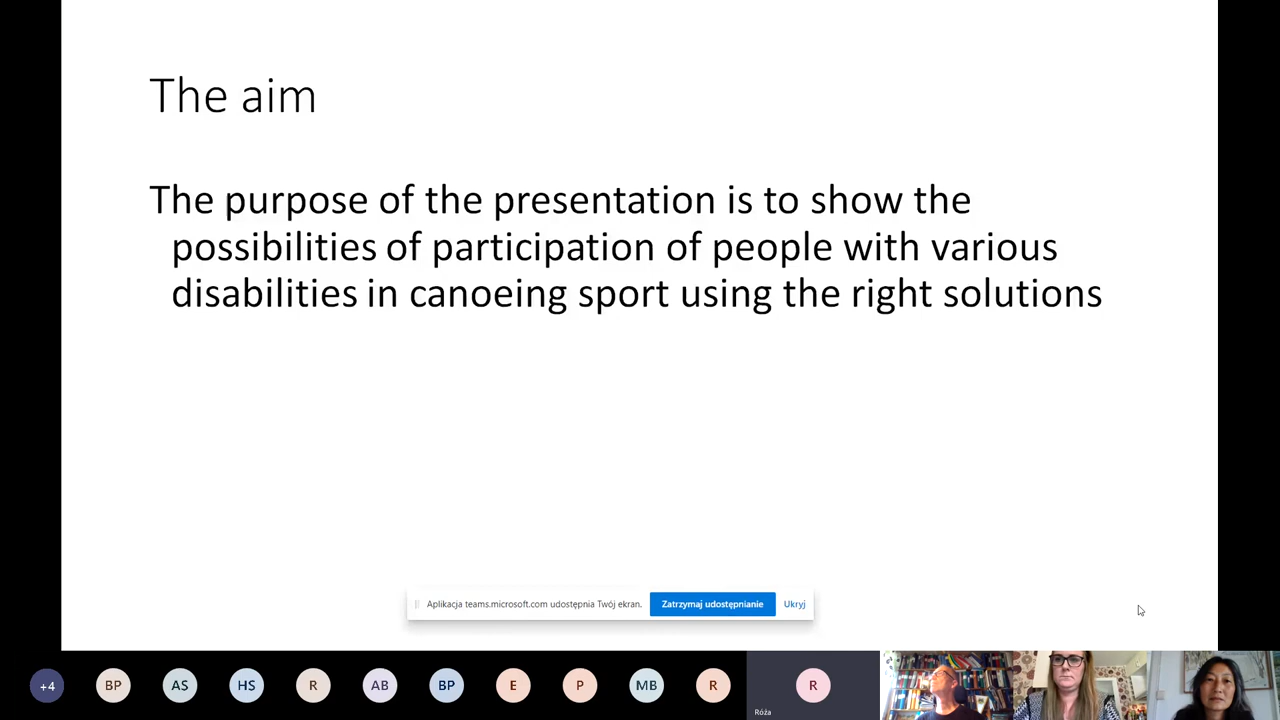 The aim
The purpose of the presentation is to show the
possibilities of participation of people with various
disabilities in canoeing sport using the right solutions
Aplikacja teams.microsoft.com udostępnia Twój ekran. Zatrzymaj udostępnianie Ukryj
+4 BP AS HS R AB BP E P MB R R
Róża